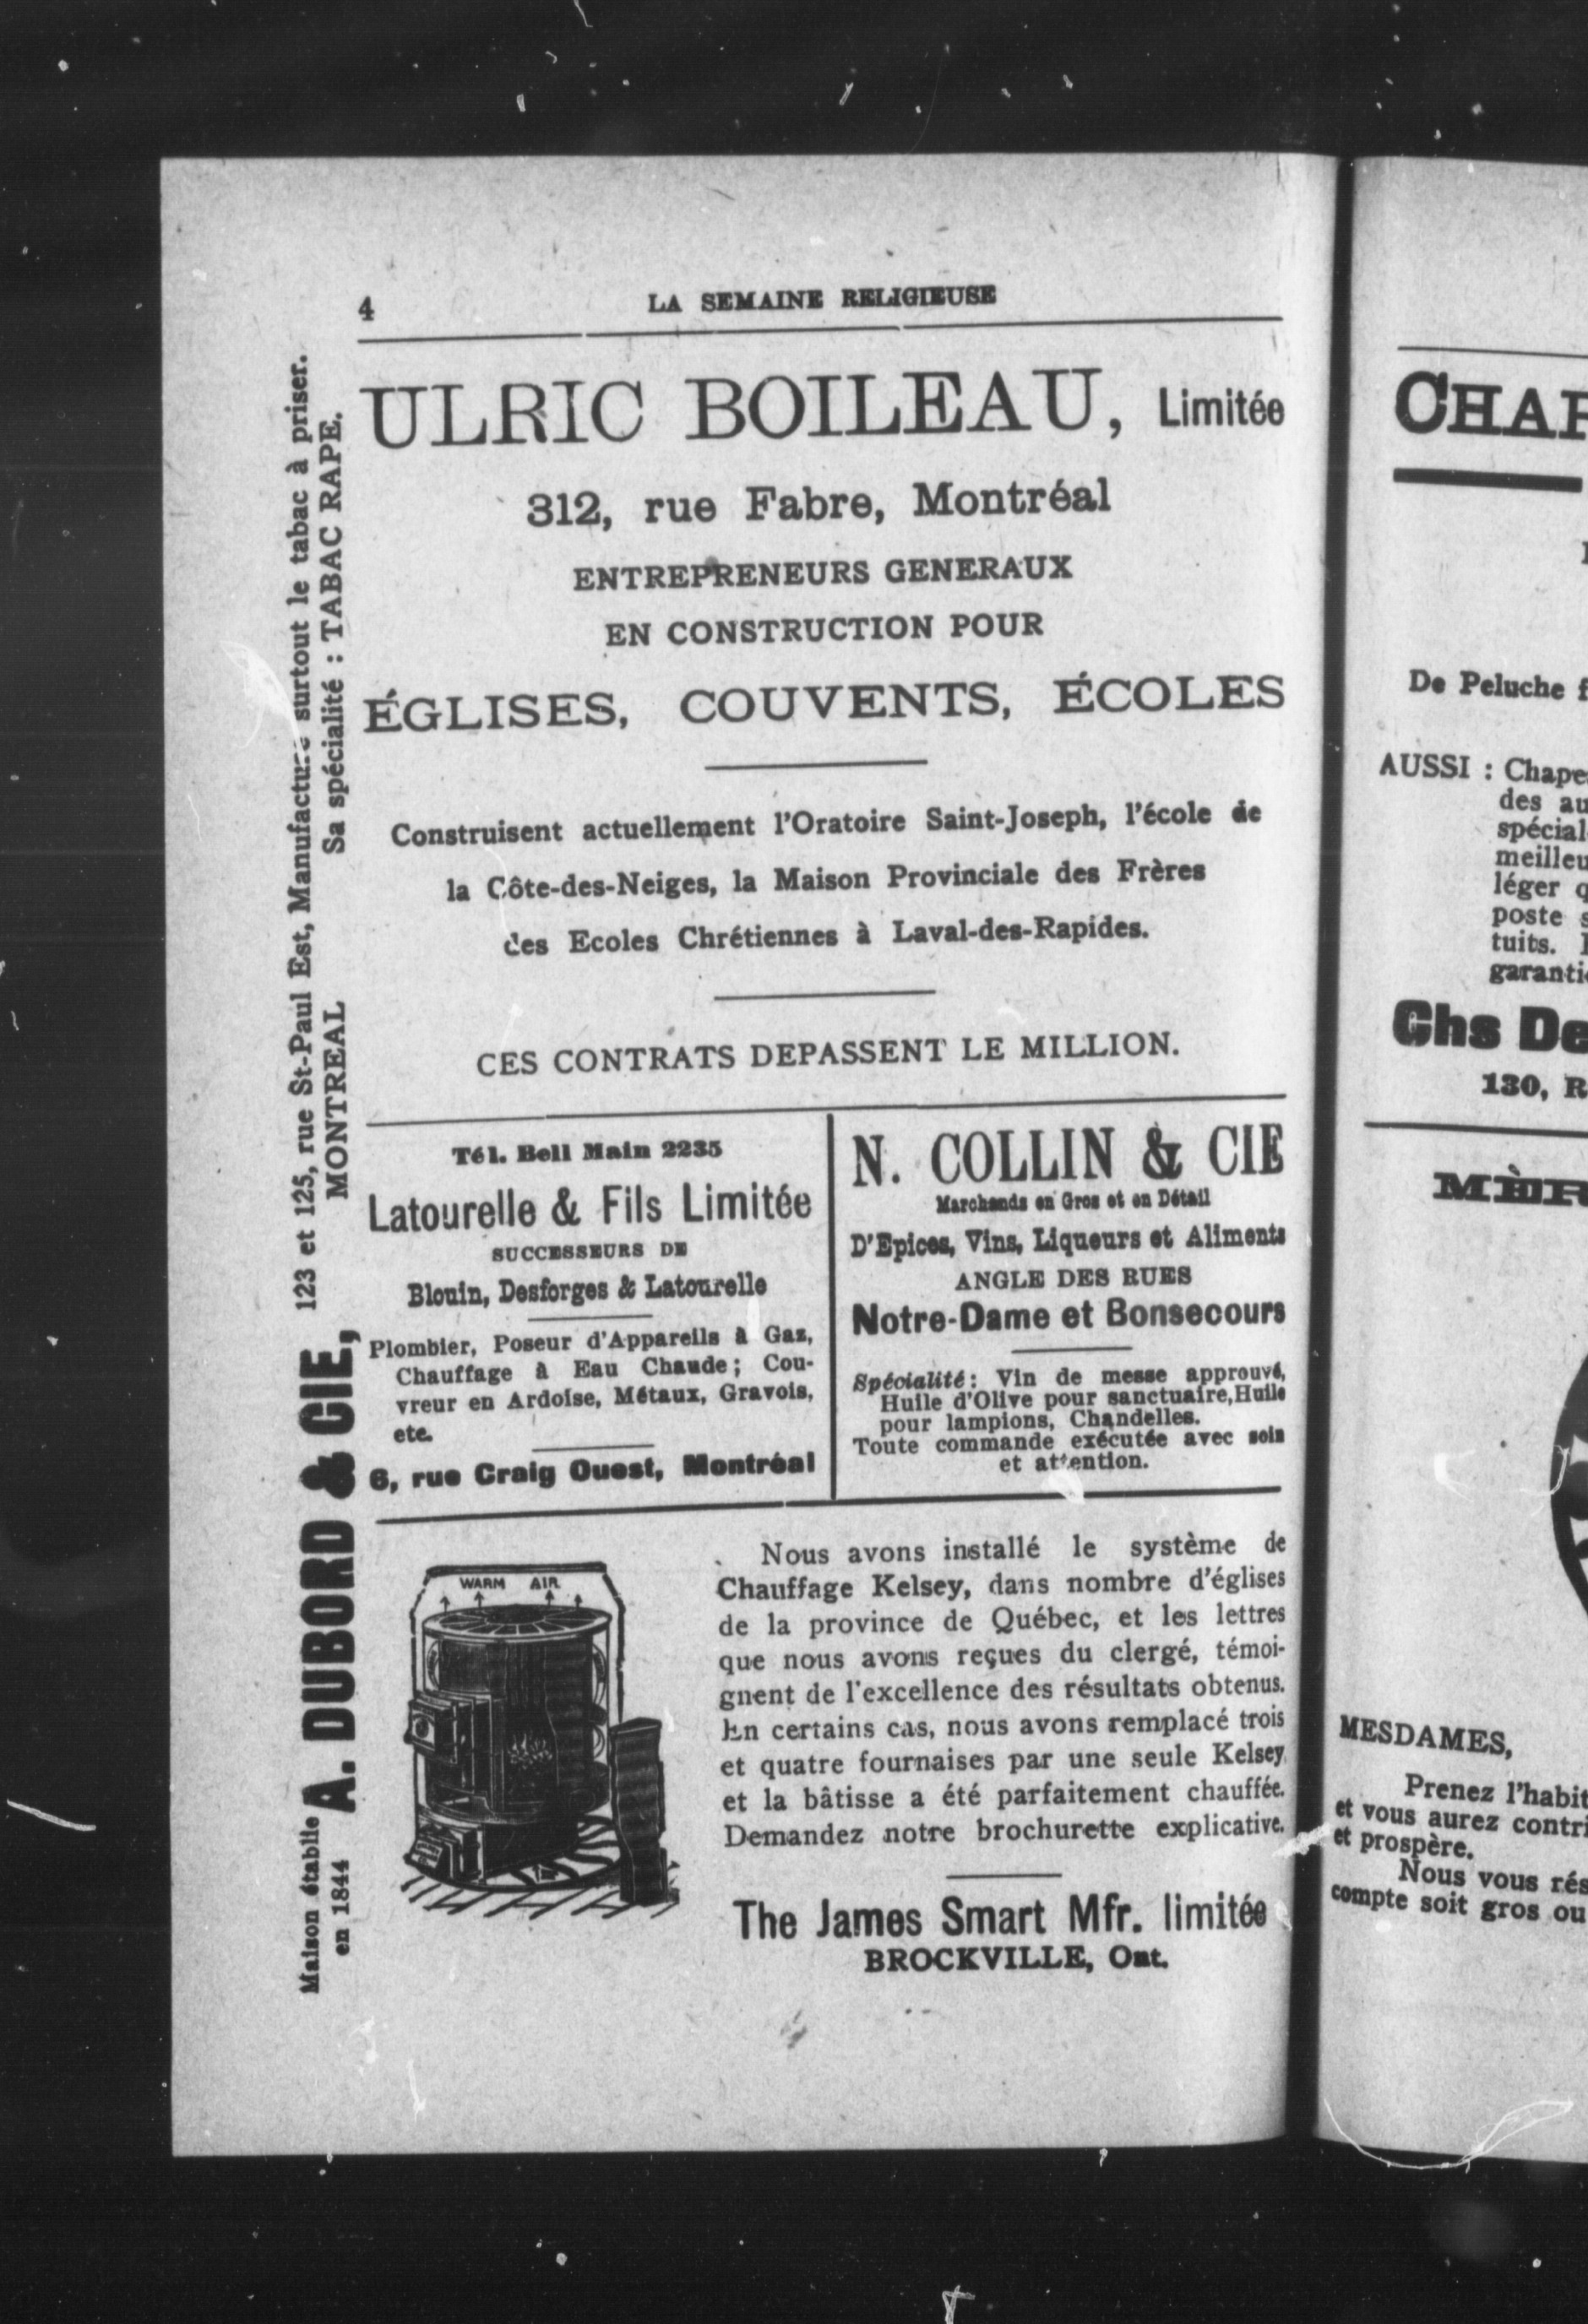 4
LA SEMAINE RELIGIEUSE
ULRIC BOILEAU, Limitée
312, rue Fabre, Montréal
ENTREPRENEURS GENERAUX
EN CONSTRUCTION POUR
ÉGLISES, COUVENTS, ÉCOLES
Construisent actuellement l'Oratoire Saint-Joseph, l'école de
la Côte-des-Neiges, la Maison Provinciale des Frères
des Ecoles Chrétiennes à Laval-des-Rapides.
CES CONTRATS DEPASSENT LE MILLION.
Tél. Bell Main 2235
Latourelle & Fils Limitée
SUCCESSEURS DE
Blouin, Desforges & Latourelle
Plombier, Poseur d'Appareils à Gaz,
Chauffage à Eau Chaude; Cou-
vreur en Ardoise, Métaux, Gravois,
etc.
6, rue Craig Ouest, Montréal
N. COLLIN & CIE
Marchands en Gros et en Détail
D'Epices, Vins, Liqueurs et Aliments
ANGLE DES RUES
Notre-Dame et Bonsecours
Spécialité: Vin de messe approuvé,
Huile d'Olive pour sanctuaire, Huile
pour lampions, Chandelles.
Toute commande exécutée avec soin
et attention.
WARM AIR
Nous avons installé le système de
Chauffage Kelsey, dans nombre d'églises
de la province de Québec, et les lettres
que nous avons reçues du clergé, témoi-
gnent de l'excellence des résultats obtenus.
En certains cas, nous avons remplacé trois
et quatre fournaises par une seule Kelsey
et la bâtisse a été parfaitement chauffée.
Demandez notre brochurette explicative.
The James Smart Mfr. limitée
BROCKVILLE, Ont.
Maison établie
en 1844
A. DUBORD & CIE,
123 et 125, rue St-Paul Est, Manufacture surtout le tabac à priser.
MONTREAL
Sa spécialité : TABAC RAPE.
CHAP
De Peluche f
AUSSI : Chape
des au
spécial
meilleu
léger q
poste s
tuits.
garanti
Chs De
130, R
MÈR
MESDAMES,
Prenez l'habit
et vous aurez contri
et prospère.
Nous vous rés
compte soit gros ou